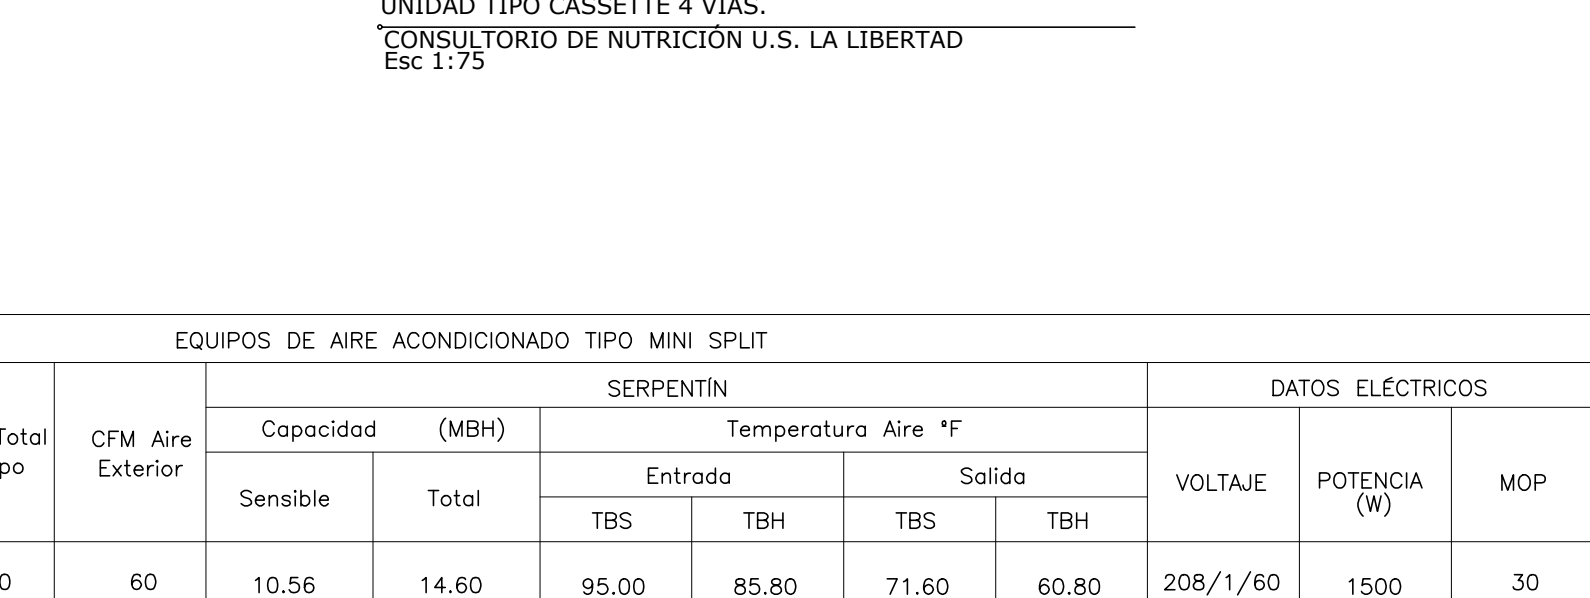 UNIDAD TIPO CASSETTE 4 VÍAS.
CONSULTORIO DE NUTRICIÓN U.S. LA LIBERTAD
Esc 1:75
EQUIPOS DE AIRE ACONDICIONADO TIPO MINI SPLIT
SERPENTÍN DATOS ELÉCTRICOS
Total CFM Aire Exterior Capacidad (MBH) Temperatura Aire ºF VOLTAJE POTENCIA (W) MOP
Sensible Total Entrada Salida
TBS TBH TBS TBH
60 10.56 14.60 95.00 85.80 71.60 60.80 208/1/60 1500 30